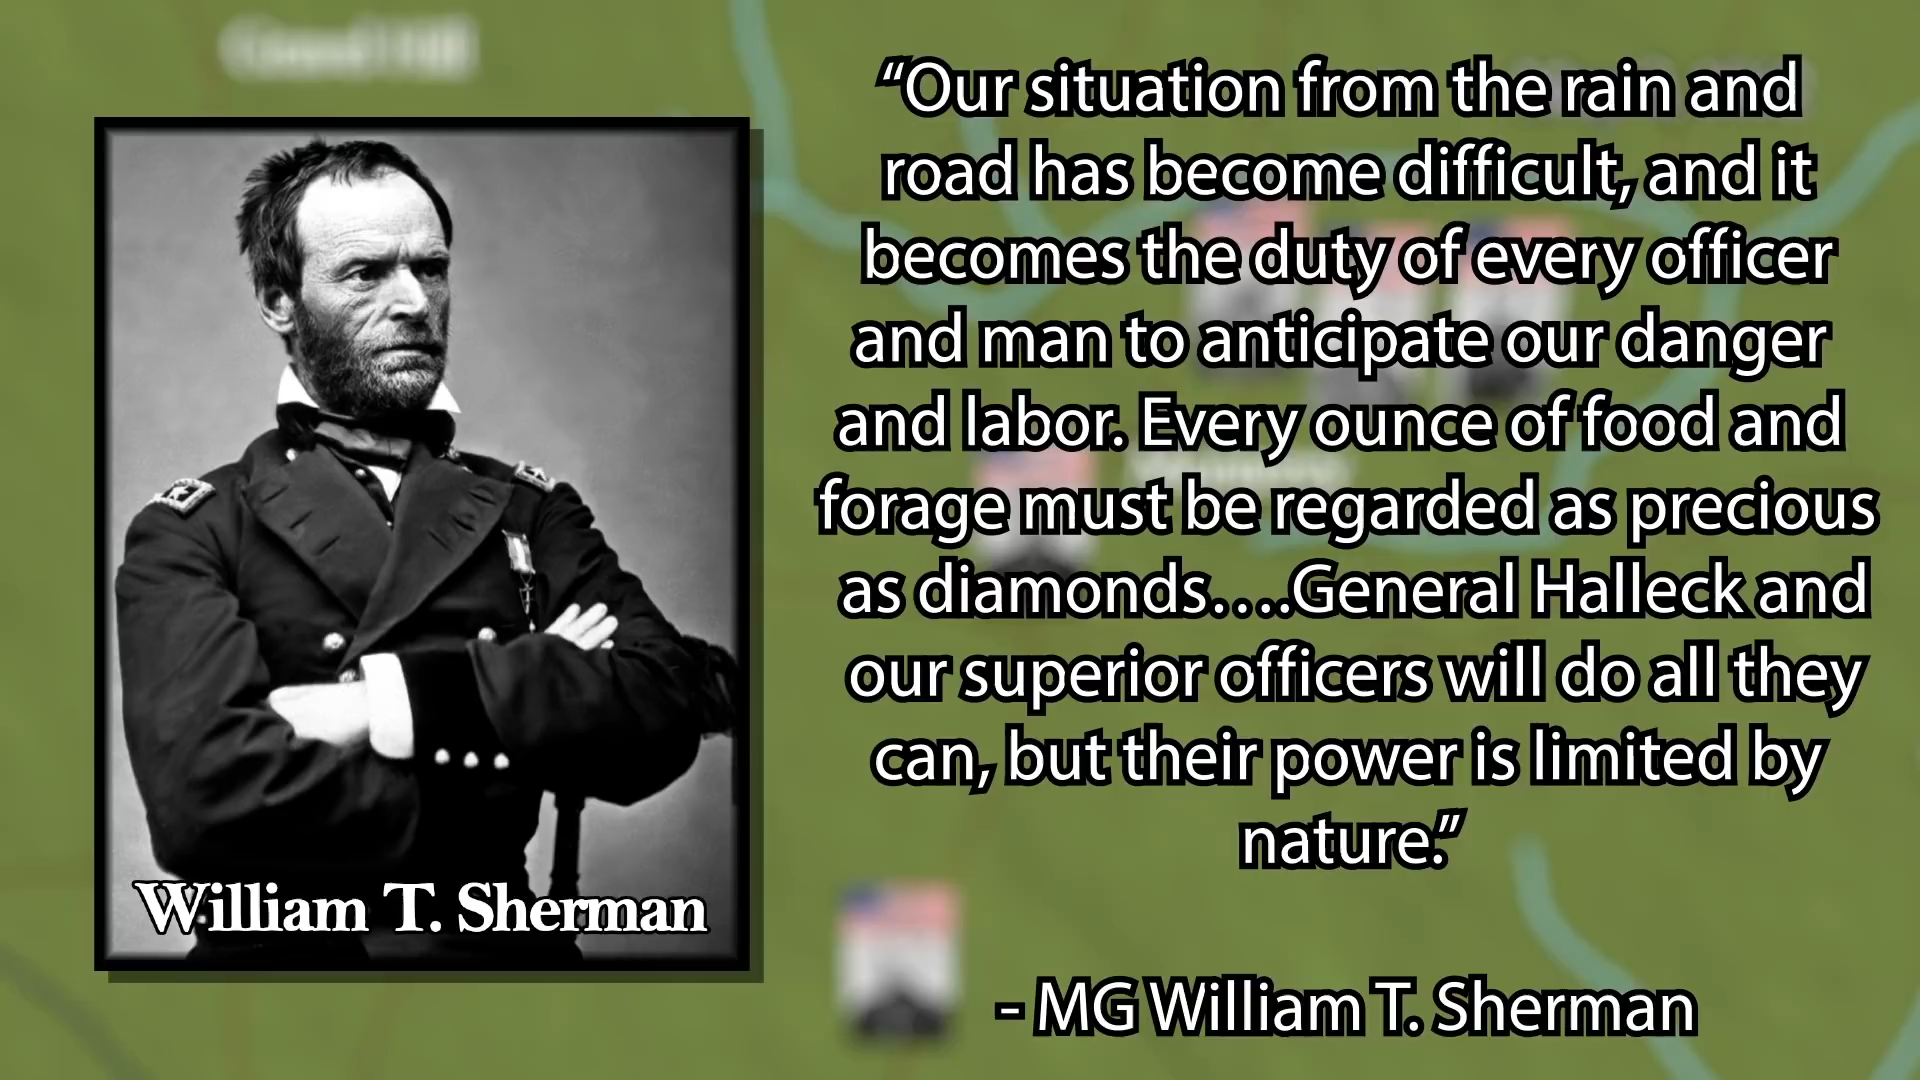 “Our situation from the rain and
road has become difficult, and it
becomes the duty of every officer
and man to anticipate our danger
and labor. Every ounce of food and
forage must be regarded as precious
as diamonds….General Halleck and
our superior officers will do all they
can, but their power is limited by
nature.”
- MG William T. Sherman
William T. Sherman